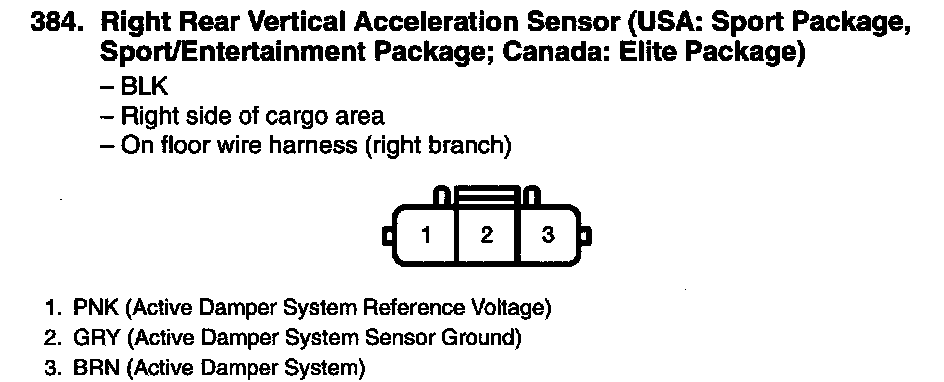 384. Right Rear Vertical Acceleration Sensor (USA: Sport Package,
Sport/Entertainment Package; Canada: Elite Package)
– BLK
– Right side of cargo area
– On floor wire harness (right branch)
1 2 3
1. PNK (Active Damper System Reference Voltage)
2. GRY (Active Damper System Sensor Ground)
3. BRN (Active Damper System)